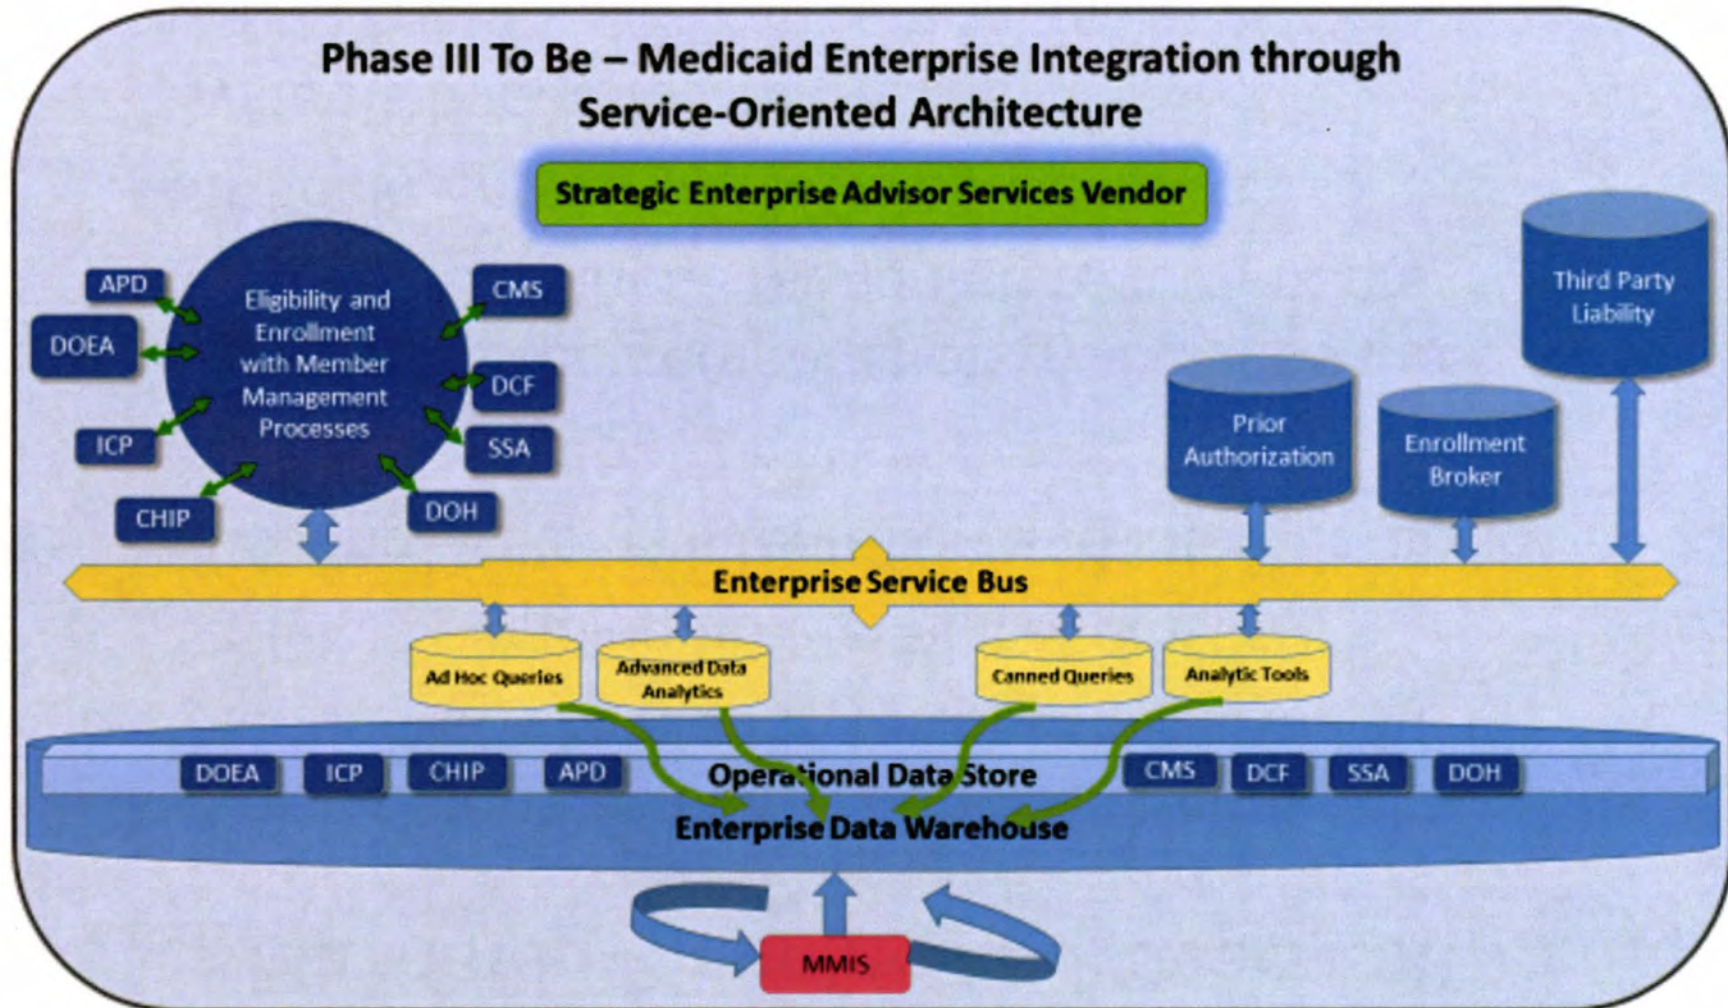 Phase III To Be – Medicaid Enterprise Integration through
Service-Oriented Architecture
Strategic Enterprise Advisor Services Vendor
APD
DOEA
ICP
CHIP
Eligibility and
Enrollment
with Member
Management
Processes
CMS
DCF
SSA
DOH
Prior
Authorization
Enrollment
Broker
Third Party
Liability
Enterprise Service Bus
Ad Hoc Queries
Advanced Data
Analytics
Canned Queries
Analytic Tools
DOEA
ICP
CHIP
APD
Operational Data Store
CMS
DCF
SSA
DOH
Enterprise Data Warehouse
MMIS